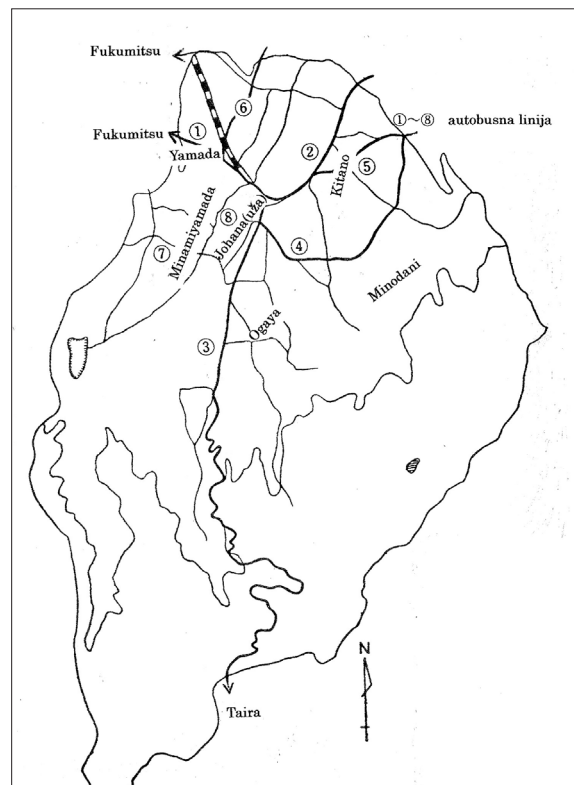 Fukumitsu
⑥
Fukumitsu
①
①~⑧ autobusna linija
Yamada
②
⑤
Kitano
⑧
Johana(uža)
Minamiyamada
⑦
④
Minodani
Ogaya
③
N
Taira